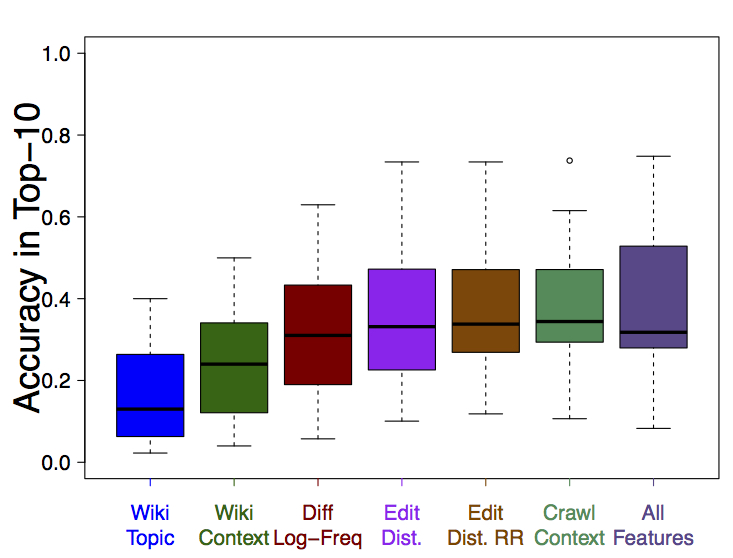 Accuracy in Top−10
1.0
0.8
0.6
0.4
0.2
0.0
Wiki Topic
Wiki Context
Diff Log−Freq
Edit Dist.
Edit Dist. RR
Crawl Context
All Features